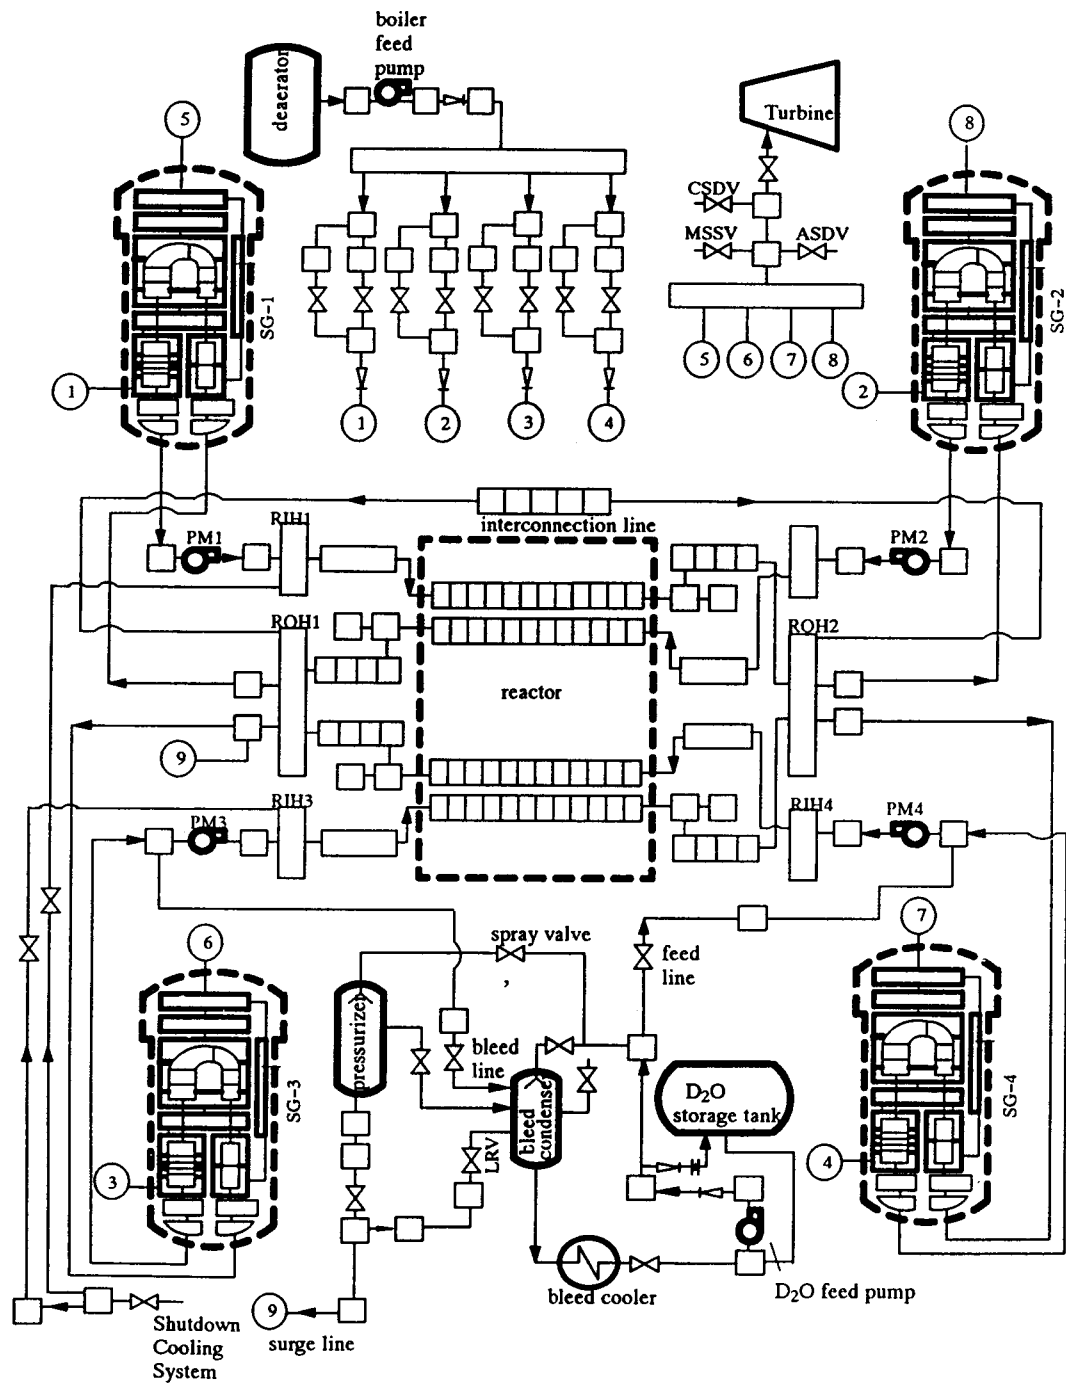 boiler
feed
pump
deaerator
Turbine
5
8
CSDV
MSSV
ASDV
SG-1
SG-2
1
5
6
7
8
2
1
2
3
4
interconnection line
RIH1
PM1
PM2
ROH1
ROH2
reactor
9
RIH3
RIH4
PM3
PM4
6
7
spray valve
,
feed
line
pressurizer
bleed
line
D2O
storage tank
bleed
condenser
SG-3
SG-4
LRV
3
4
bleed cooler
D2O feed pump
9
surge line
Shutdown
Cooling
System